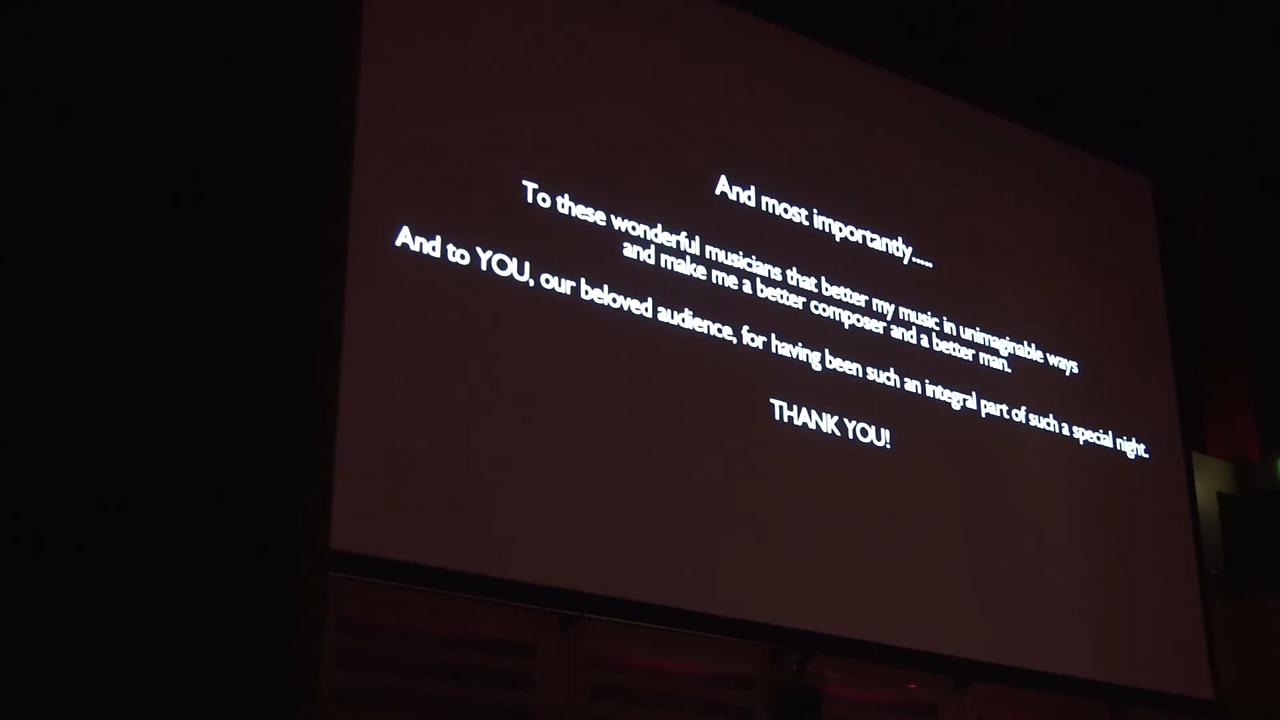 And most importantly.....
To these wonderful musicians that better my music in unimaginable ways
and make me a better composer and a better man.
And to YOU, our beloved audience, for having been such an integral part of such a special night.
THANK YOU!